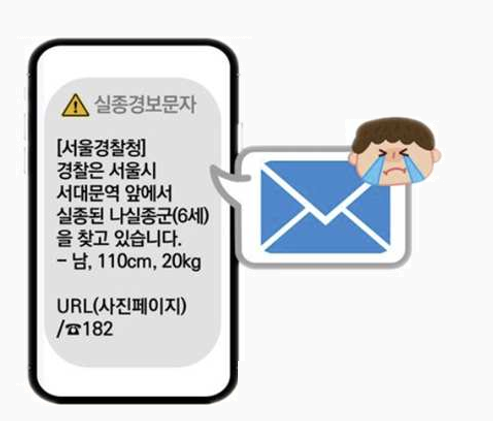 ⚠ 실종경보문자
[서울경찰청]
경찰은 서울시
서대문역 앞에서
실종된 나실종군(6세)
을 찾고 있습니다.
- 남, 110cm, 20kg
URL(사진페이지)
/☎182